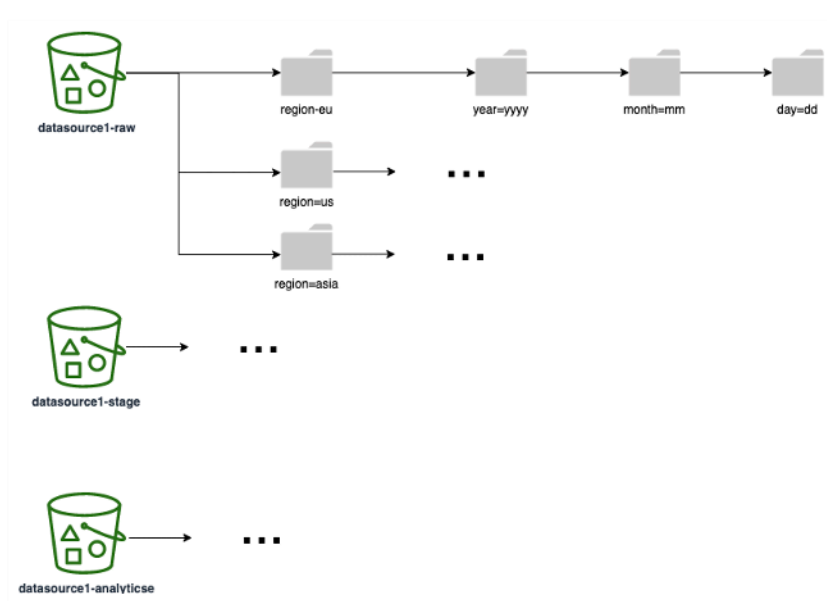 datasource1-raw
region-eu
year=yyyy
month=mm
day=dd
region=us
region=asia
datasource1-stage
datasource1-analyticse